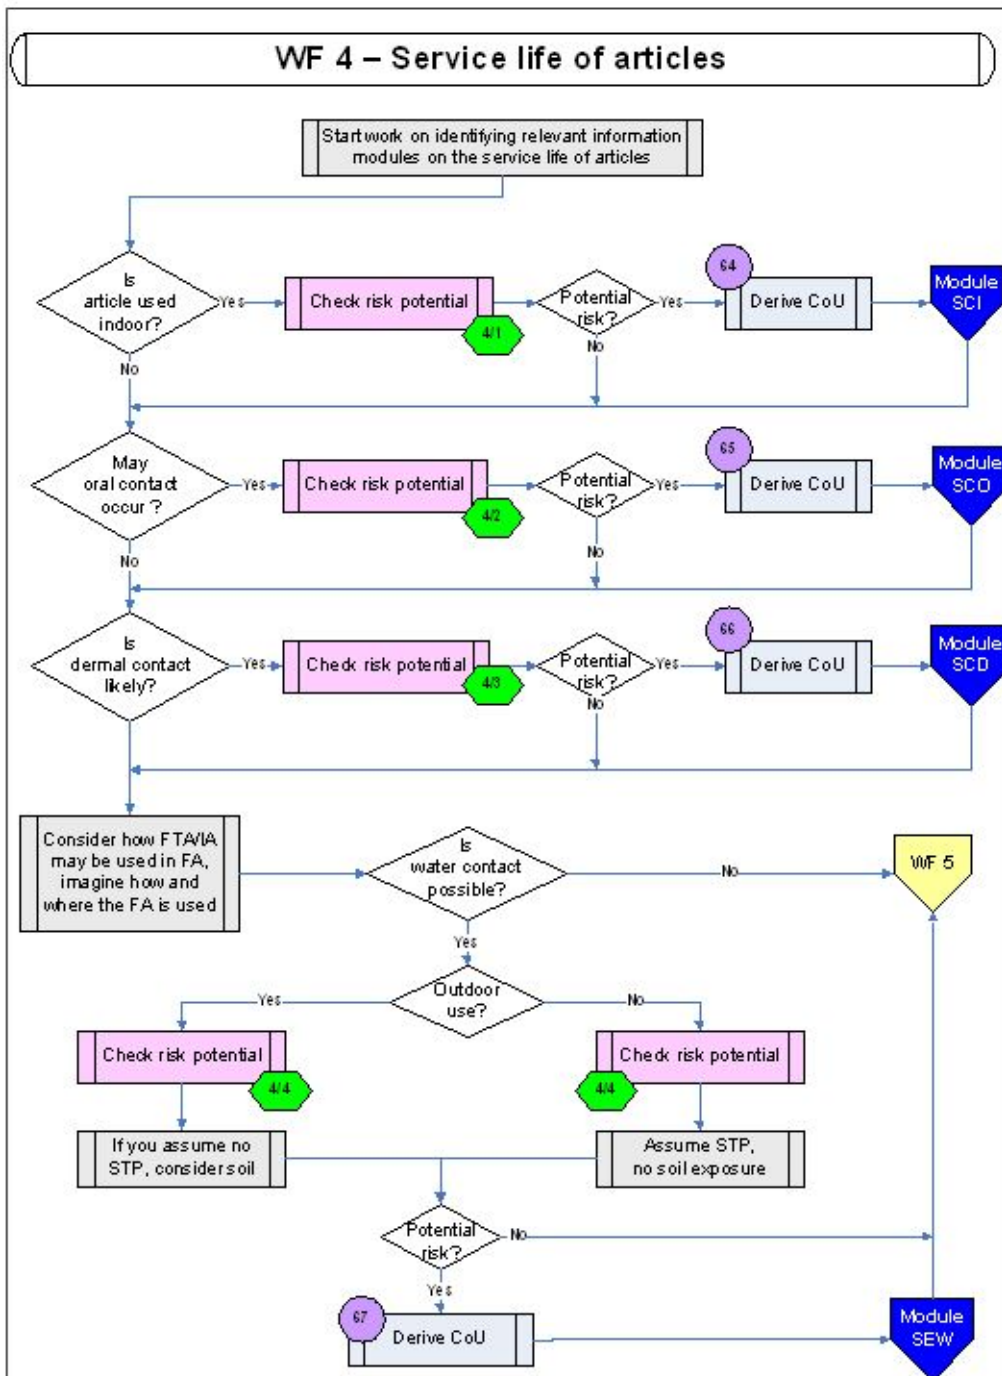 WF 4 – Service life of articles
Start work on identifying relevant information
modules on the service life of articles
Is
article used
indoor?
Yes
Check risk potential
4/1
Potential
risk?
Yes
64
Derive CoU
Module
SCI
No
No
May
oral contact
occur ?
Yes
Check risk potential
4/2
Potential
risk?
Yes
65
Derive CoU
Module
SCO
No
No
Is
dermal contact
likely?
Yes
Check risk potential
4/3
Potential
risk?
Yes
66
Derive CoU
Module
SCD
No
Consider how FTA/IA
may be used in FA,
imagine how and
where the FA is used
Is
water contact
possible?
No
WF 5
Yes
Outdoor
use?
Yes
No
Check risk potential
4/4
Check risk potential
4/4
If you assume no
STP, consider soil
Assume STP,
no soil exposure
Potential
risk?
No
Yes
67
Derive CoU
Module
SEW